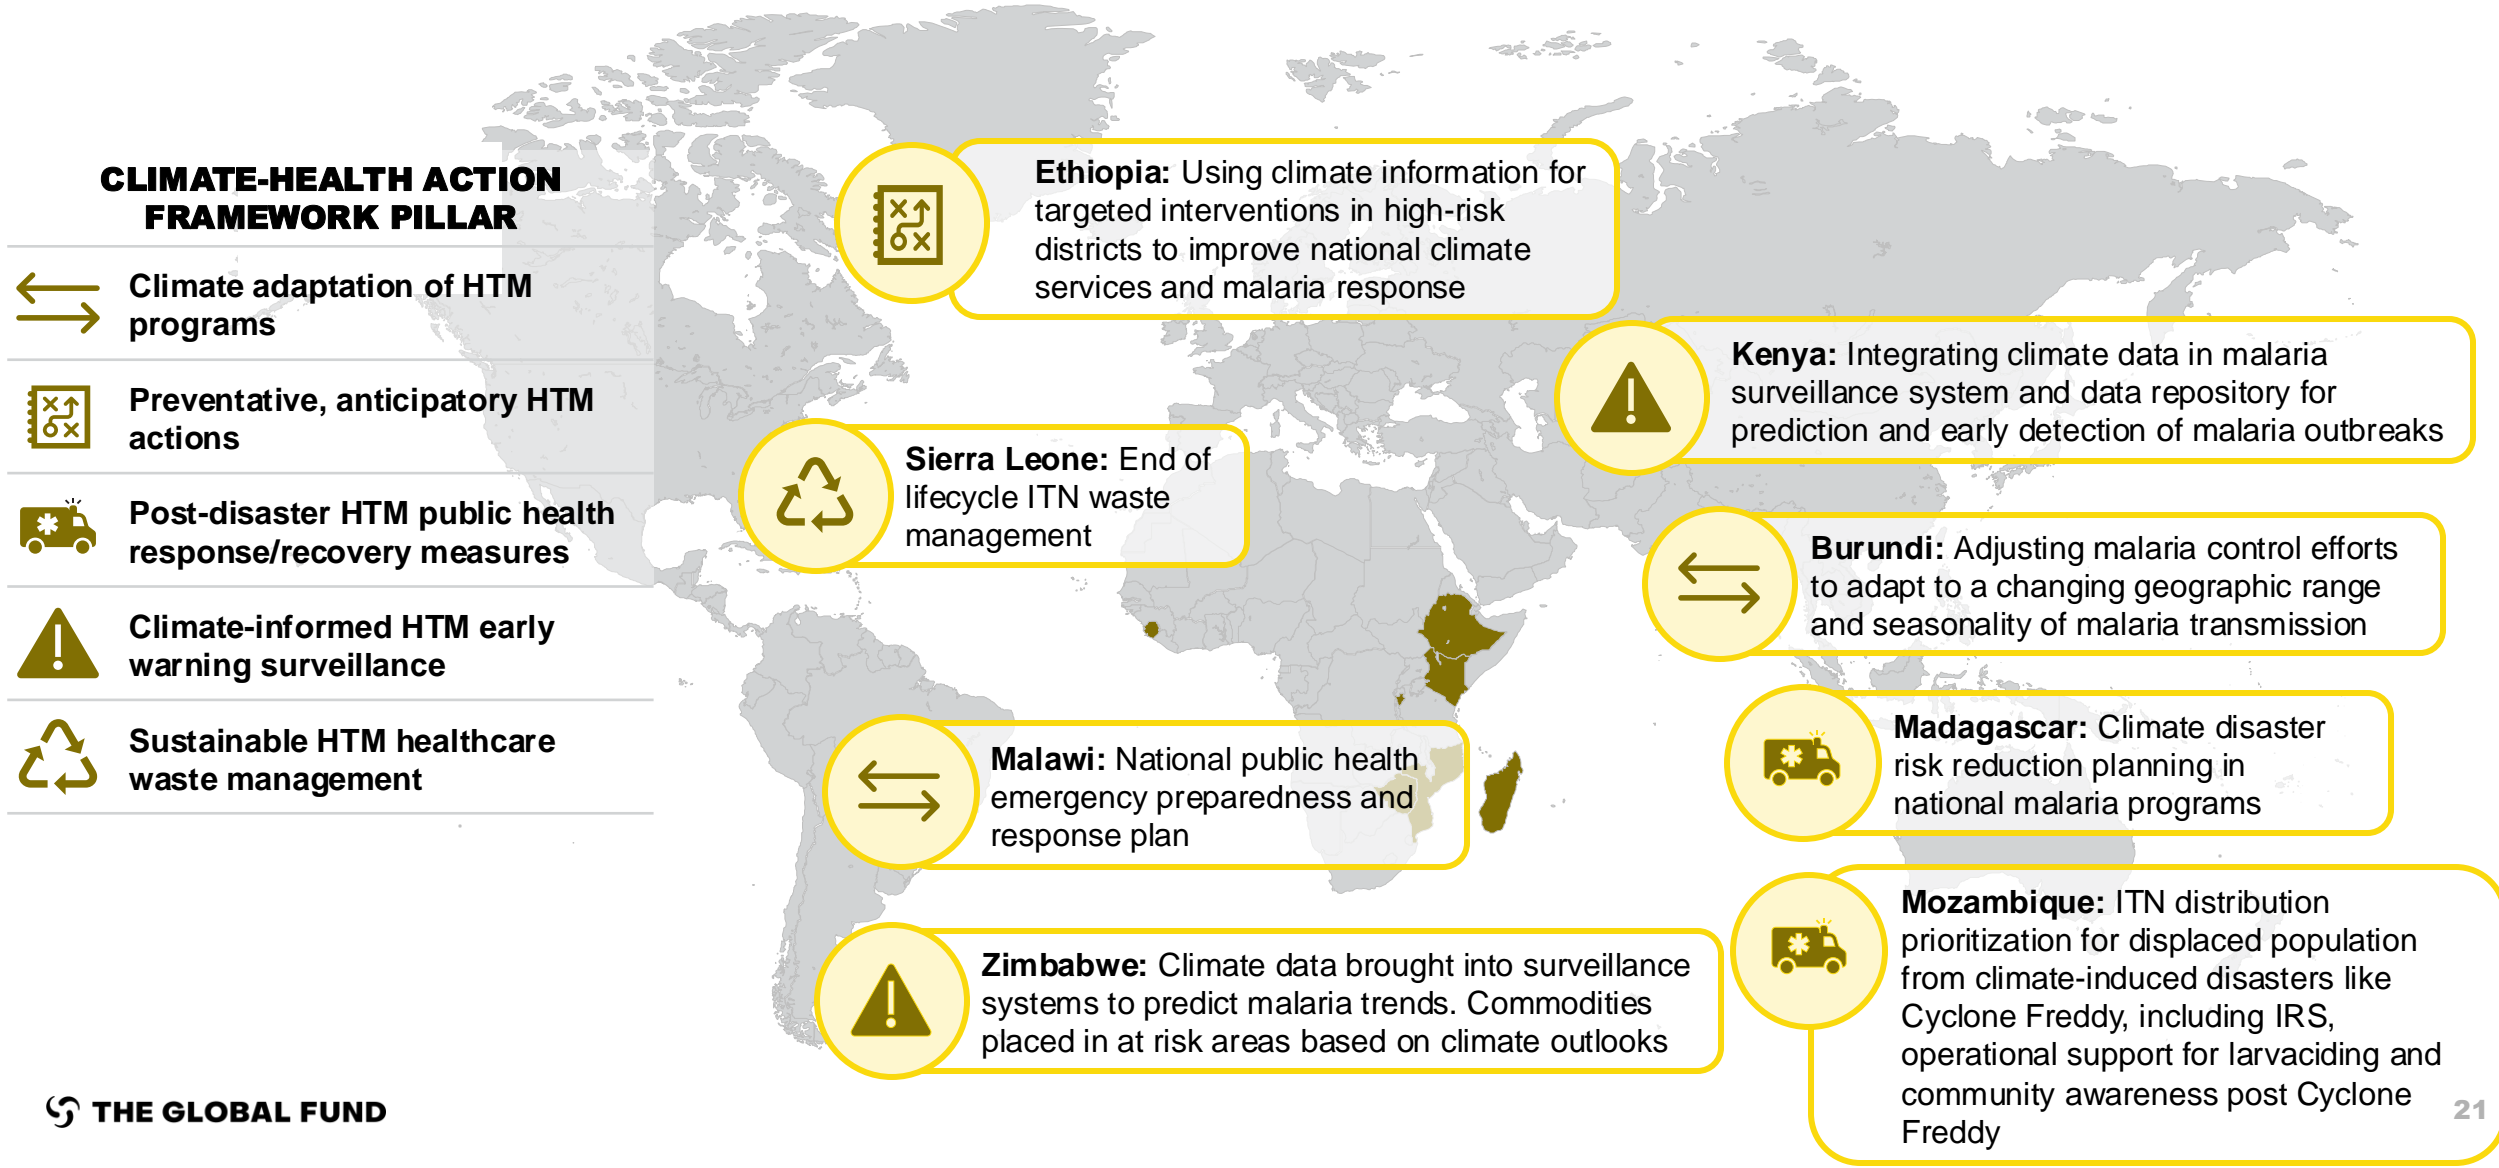 CLIMATE-HEALTH ACTION
FRAMEWORK PILLAR
Climate adaptation of HTM
programs
Preventative, anticipatory HTM
actions
Post-disaster HTM public health
response/recovery measures
Climate-informed HTM early
warning surveillance
Sustainable HTM healthcare
waste management
Ethiopia: Using climate information for
targeted interventions in high-risk
districts to improve national climate
services and malaria response
Kenya: Integrating climate data in malaria
surveillance system and data repository for
prediction and early detection of malaria outbreaks
Sierra Leone: End of
lifecycle ITN waste
management
Burundi: Adjusting malaria control efforts
to adapt to a changing geographic range
and seasonality of malaria transmission
Malawi: National public health
emergency preparedness and
response plan
Madagascar: Climate disaster
risk reduction planning in
national malaria programs
Zimbabwe: Climate data brought into surveillance
systems to predict malaria trends. Commodities
placed in at risk areas based on climate outlooks
Mozambique: ITN distribution
prioritization for displaced population
from climate-induced disasters like
Cyclone Freddy, including IRS,
operational support for larvaciding and
community awareness post Cyclone
Freddy
THE GLOBAL FUND
21